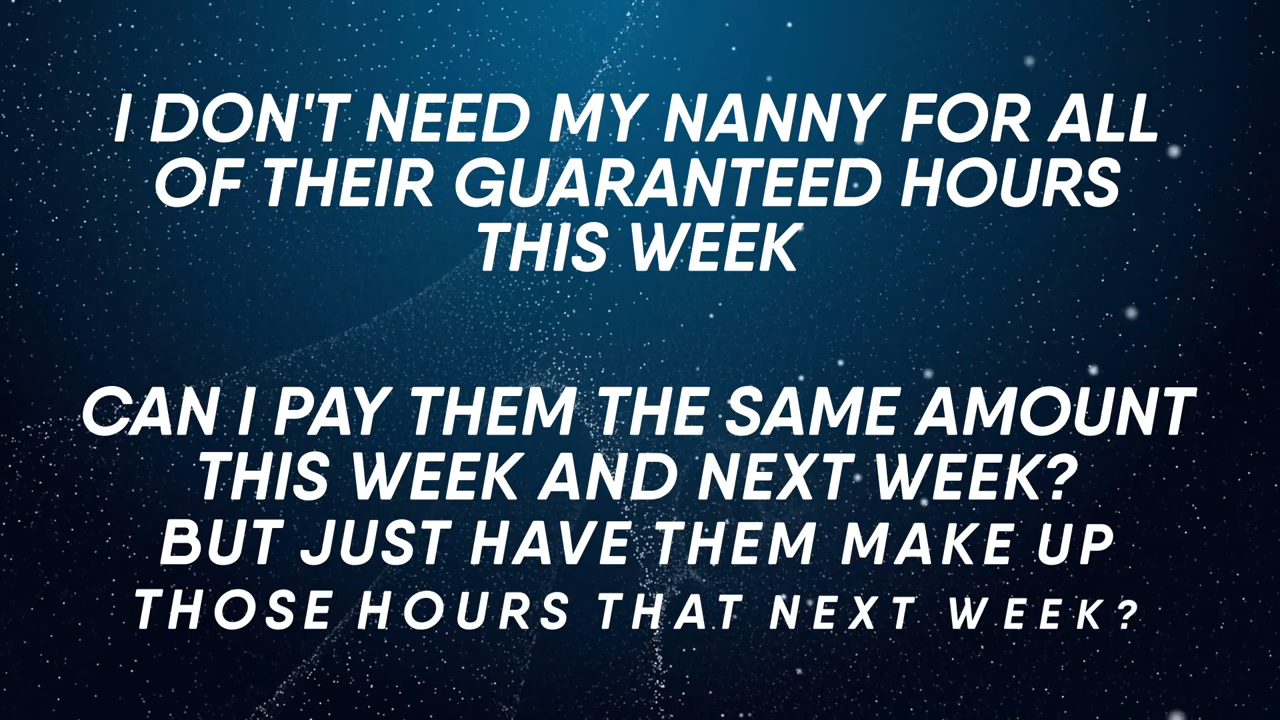 I DON'T NEED MY NANNY FOR ALL
OF THEIR GUARANTEED HOURS
THIS WEEK
CAN I PAY THEM THE SAME AMOUNT
THIS WEEK AND NEXT WEEK?
BUT JUST HAVE THEM MAKE UP
THOSE HOURS THAT NEXT WEEK?